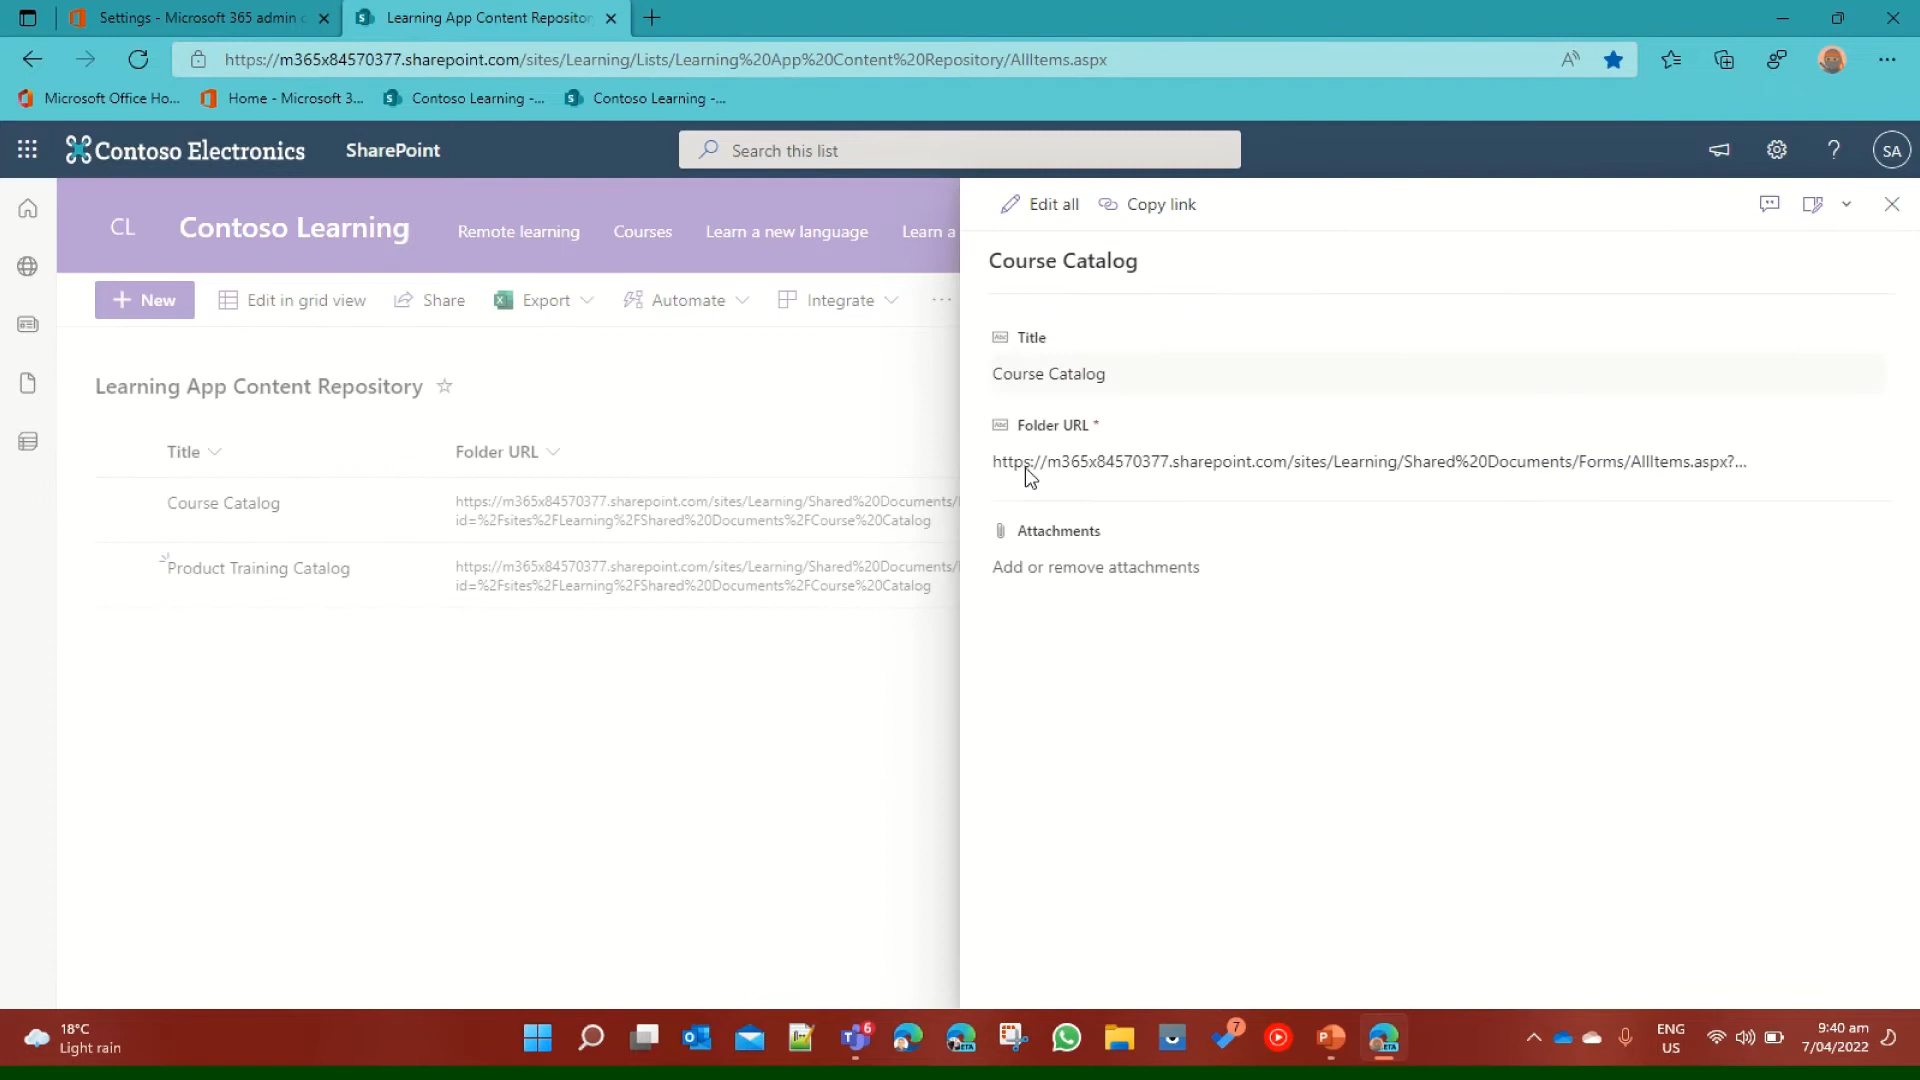 Settings - Microsoft 365 admin c
Learning App Content Repositor
https://m365x84570377.sharepoint.com/sites/Learning/Lists/Learning%20App%20Content%20Repository/AllItems.aspx
Microsoft Office Ho...
Home - Microsoft 3...
Contoso Learning -...
Contoso Learning -...
Contoso Electronics
SharePoint
Search this list
SA
CL
Contoso Learning
Remote learning
Courses
Learn a new language
Learn a
New
Edit in grid view
Share
Export
Automate
Integrate
...
Learning App Content Repository
Title
Folder URL
Course Catalog
https://m365x84570377.sharepoint.com/sites/Learning/Shared%20Documents/
id=%2Fsites%2FLearning%2FShared%20Documents%2FCourse%20Catalog
Product Training Catalog
https://m365x84570377.sharepoint.com/sites/Learning/Shared%20Documents/
id=%2Fsites%2FLearning%2FShared%20Documents%2FCourse%20Catalog
Edit all
Copy link
Course Catalog
Abc Title
Course Catalog
Abc Folder URL *
https://m365x84570377.sharepoint.com/sites/Learning/Shared%20Documents/Forms/AllItems.aspx?...
Attachments
Add or remove attachments
18°C
Light rain
6
BETA
7
BETA
ENG
US
9:40 am
7/04/2022